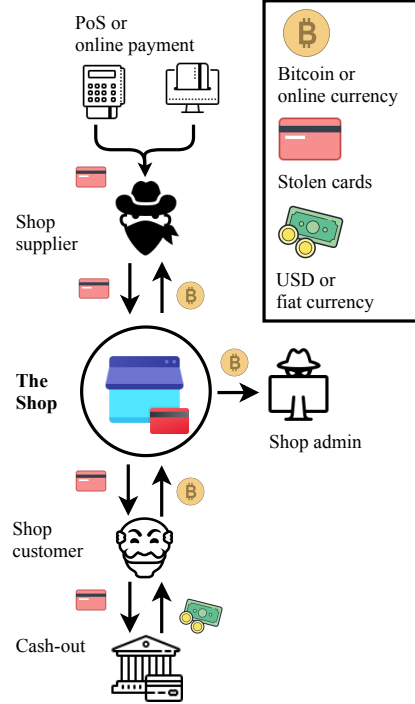 PoS or
online payment
Bitcoin or
online currency
Stolen cards
Shop
supplier
USD or
fiat currency
The
Shop
Shop admin
Shop
customer
Cash-out